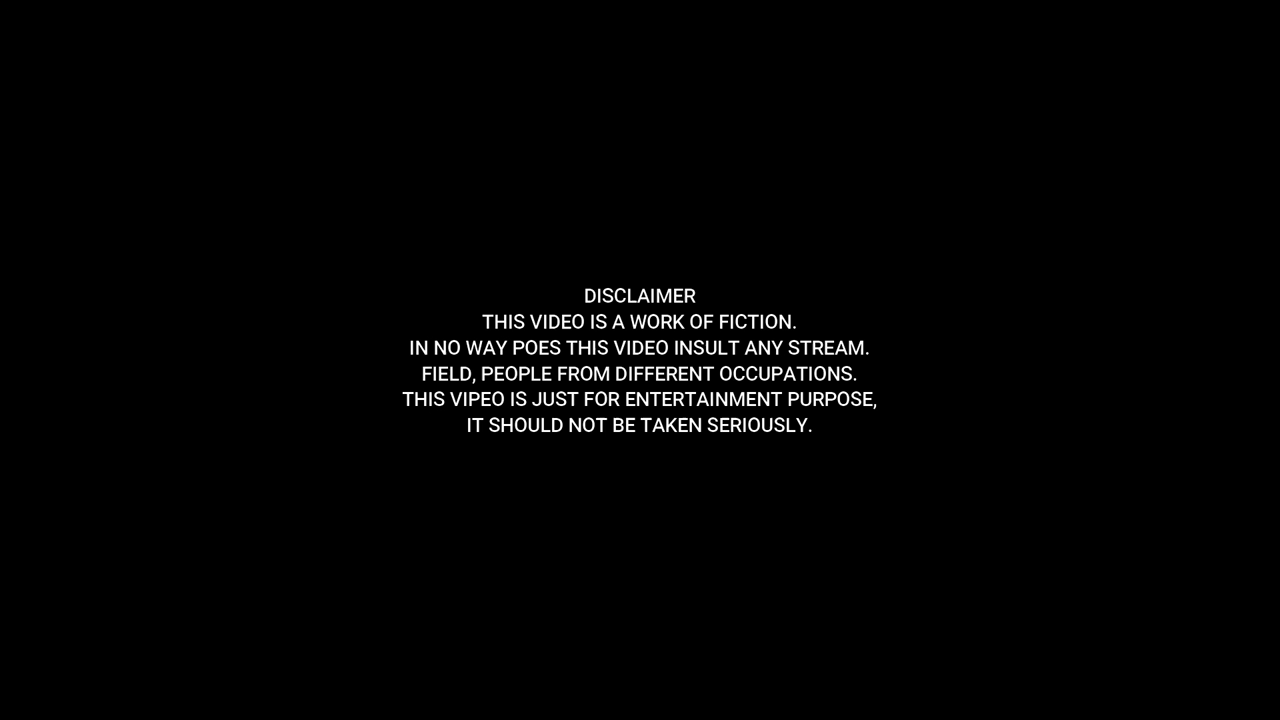 DISCLAIMER
THIS VIDEO IS A WORK OF FICTION.
IN NO WAY POES THIS VIDEO INSULT ANY STREAM.
FIELD, PEOPLE FROM DIFFERENT OCCUPATIONS.
THIS VIPEO IS JUST FOR ENTERTAINMENT PURPOSE,
IT SHOULD NOT BE TAKEN SERIOUSLY.